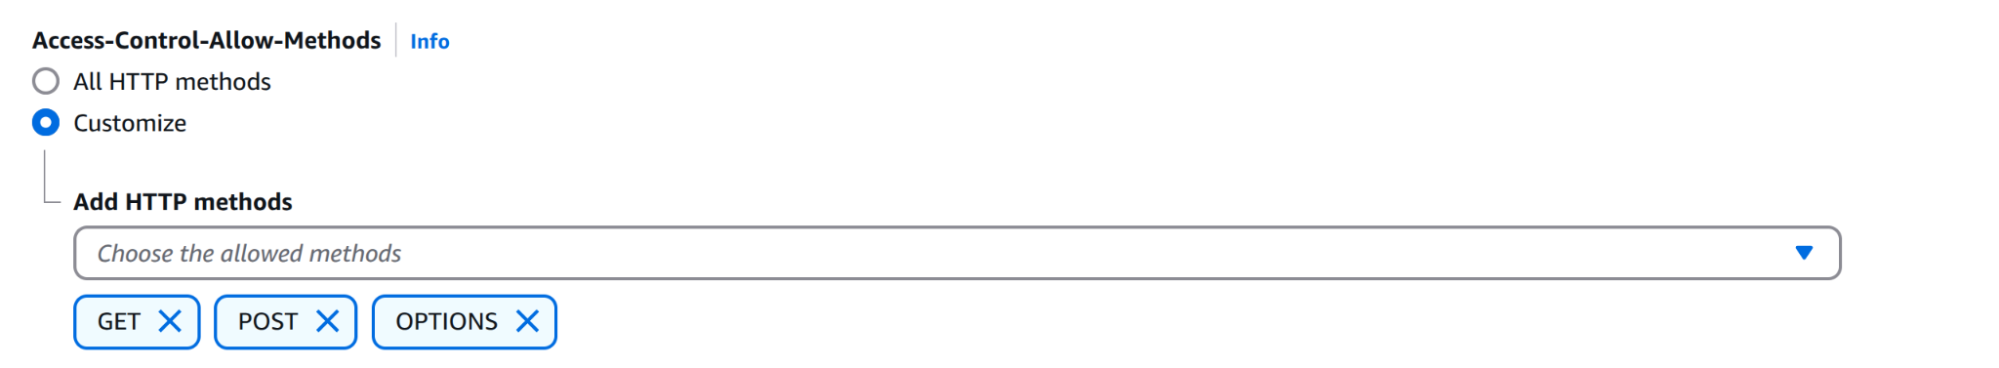 Access-Control-Allow-Methods Info
All HTTP methods
Customize
Add HTTP methods
Choose the allowed methods
GET POST OPTIONS